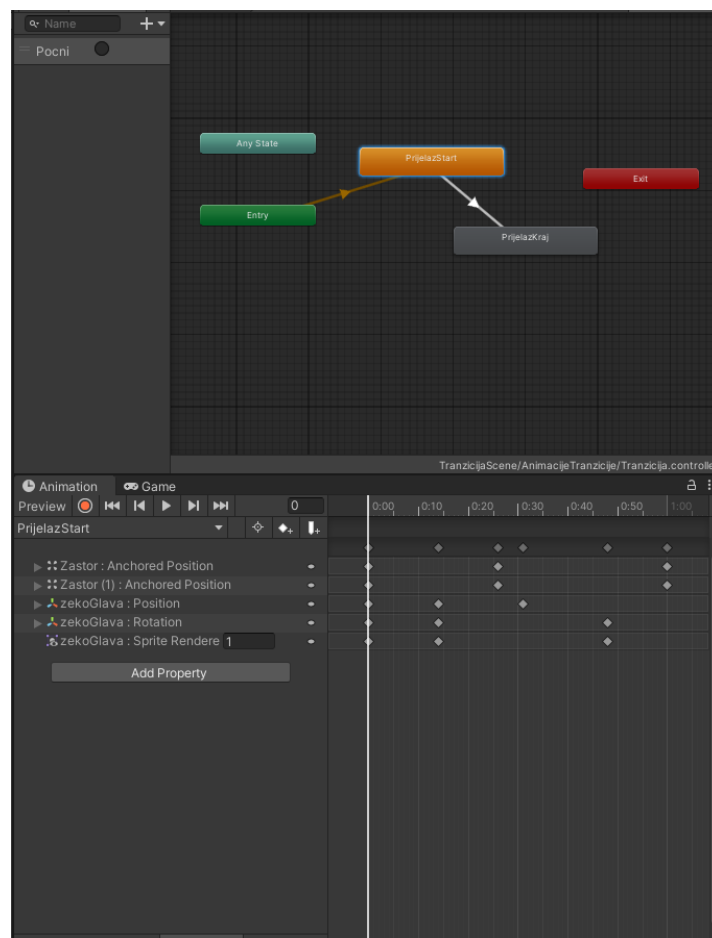 Name
Pocni
Any State
PrijelazStart
Exit
Entry
PrijelazKraj
TranzicijaScene/AnimacijeTranzicije/Tranzicija.controlle
Animation Game
Preview 0 0:00 0:10 0:20 0:30 0:40 0:50 1:00
PrijelazStart
Zastor : Anchored Position
Zastor (1) : Anchored Position
zekoGlava : Position
zekoGlava : Rotation
zekoGlava : Sprite Rendere 1
Add Property